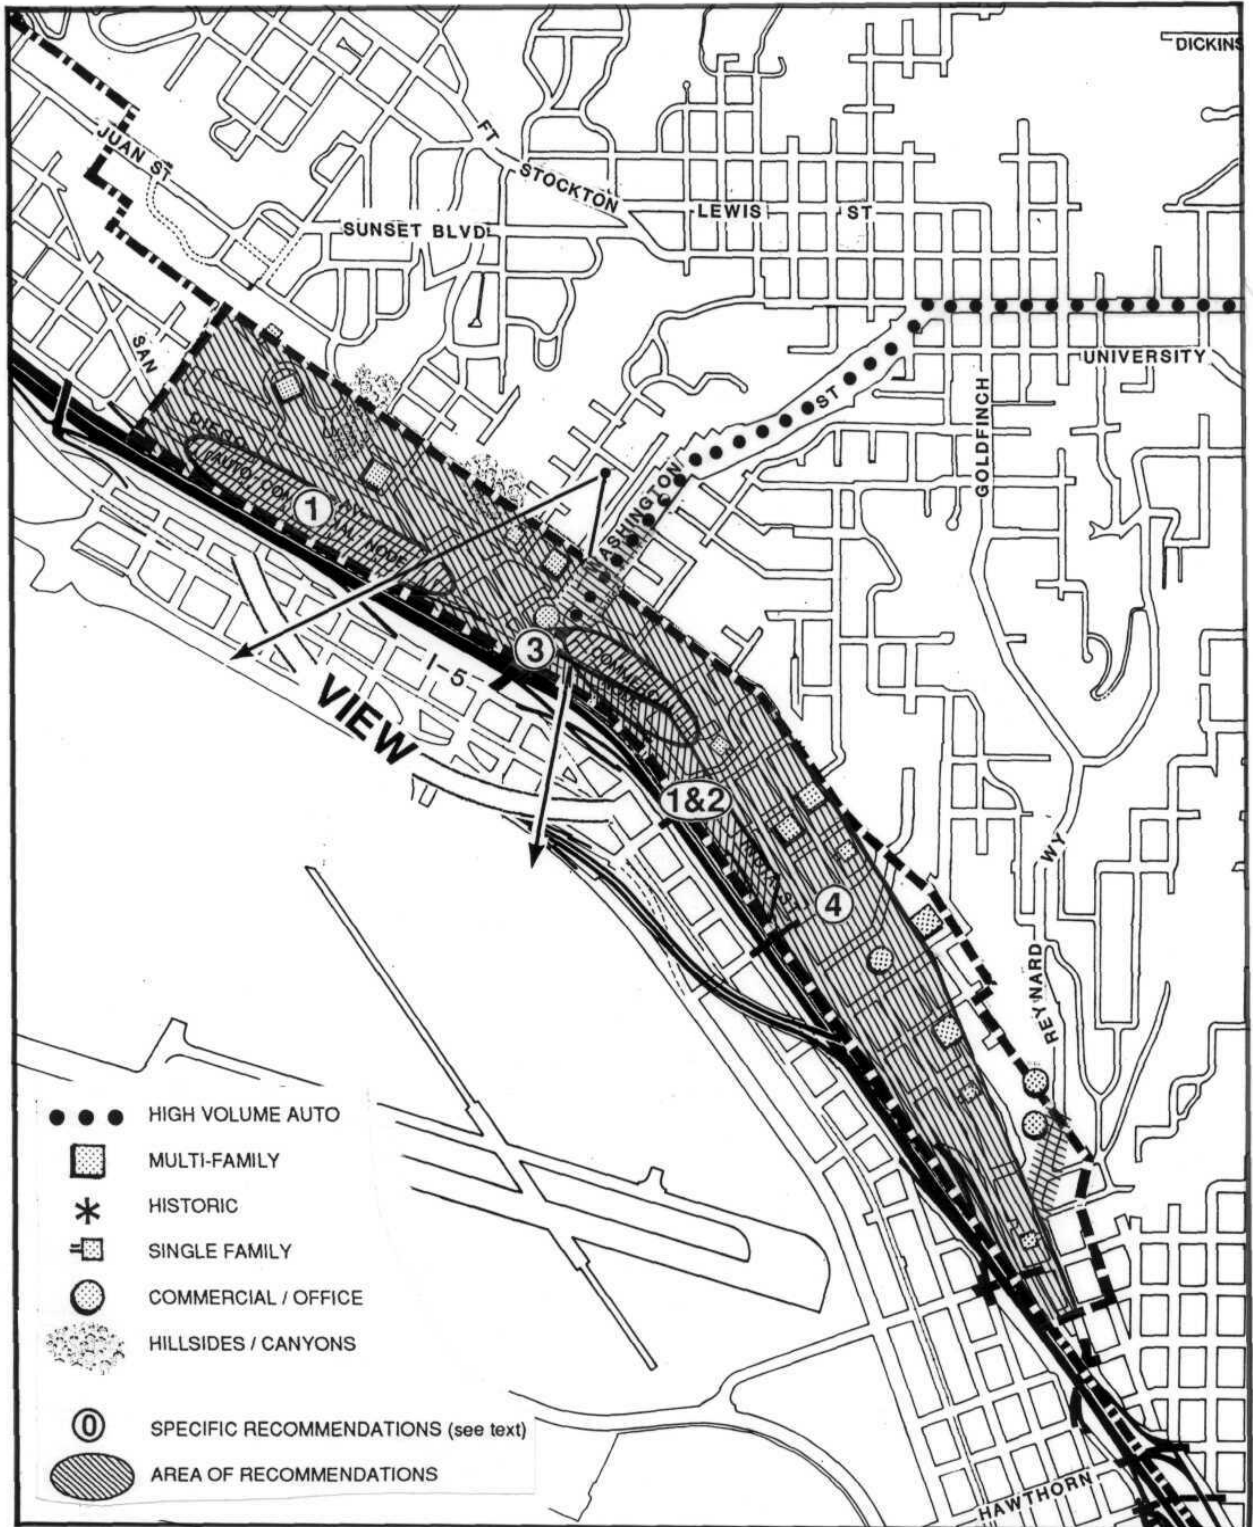 DICKINS
JUAN ST
FT
STOCKTON
LEWIS ST
SUNSET BLVD
SAN
DIEGO
AV
UNIVERSITY
WASHINGTON ST
GOLDFINCH
1
3
I-5
VIEW
1&2
4
REYNARD WY
HIGH VOLUME AUTO
MULTI-FAMILY
HISTORIC
SINGLE FAMILY
COMMERCIAL / OFFICE
HILLSIDES / CANYONS
0 SPECIFIC RECOMMENDATIONS (see text)
AREA OF RECOMMENDATIONS
HAWTHORN